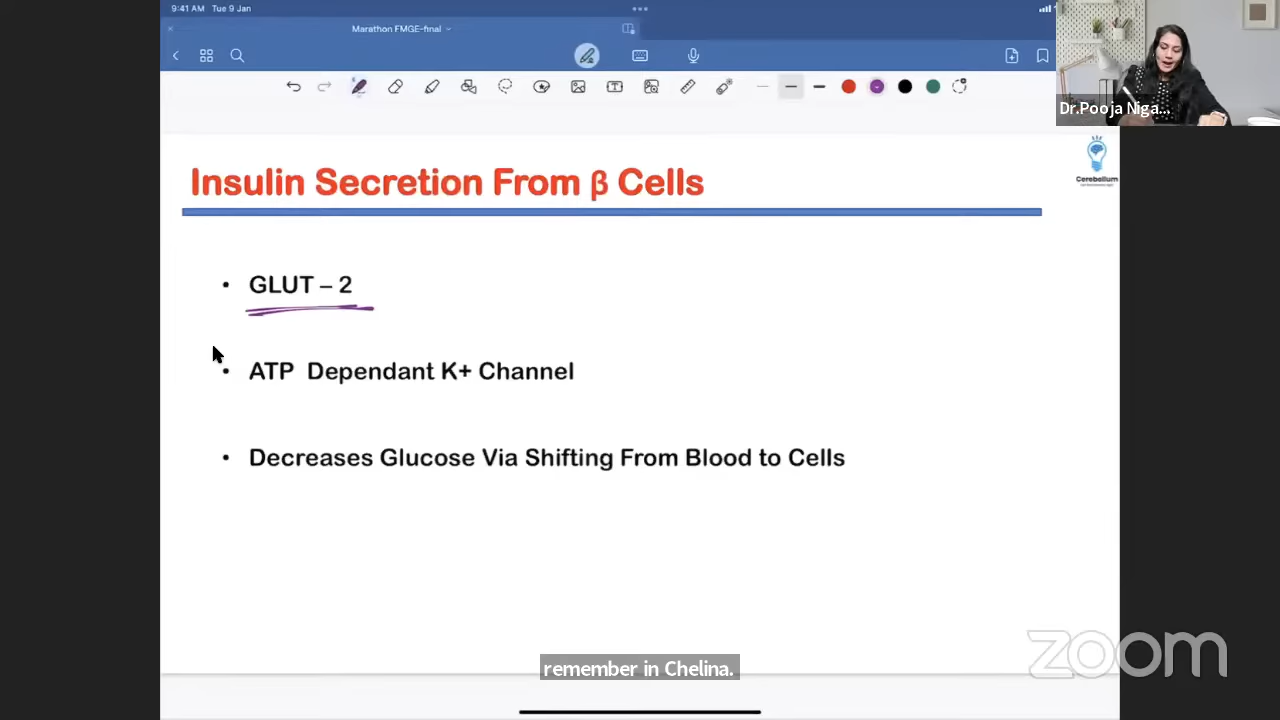 9:41 AM Tue 9 Jan
Marathon FMGE-final
Dr.Pooja Niga...
Cerebellum
Insulin Secretion From β Cells
• GLUT – 2
• ATP Dependant K+ Channel
• Decreases Glucose Via Shifting From Blood to Cells
zoom
remember in Chelina.